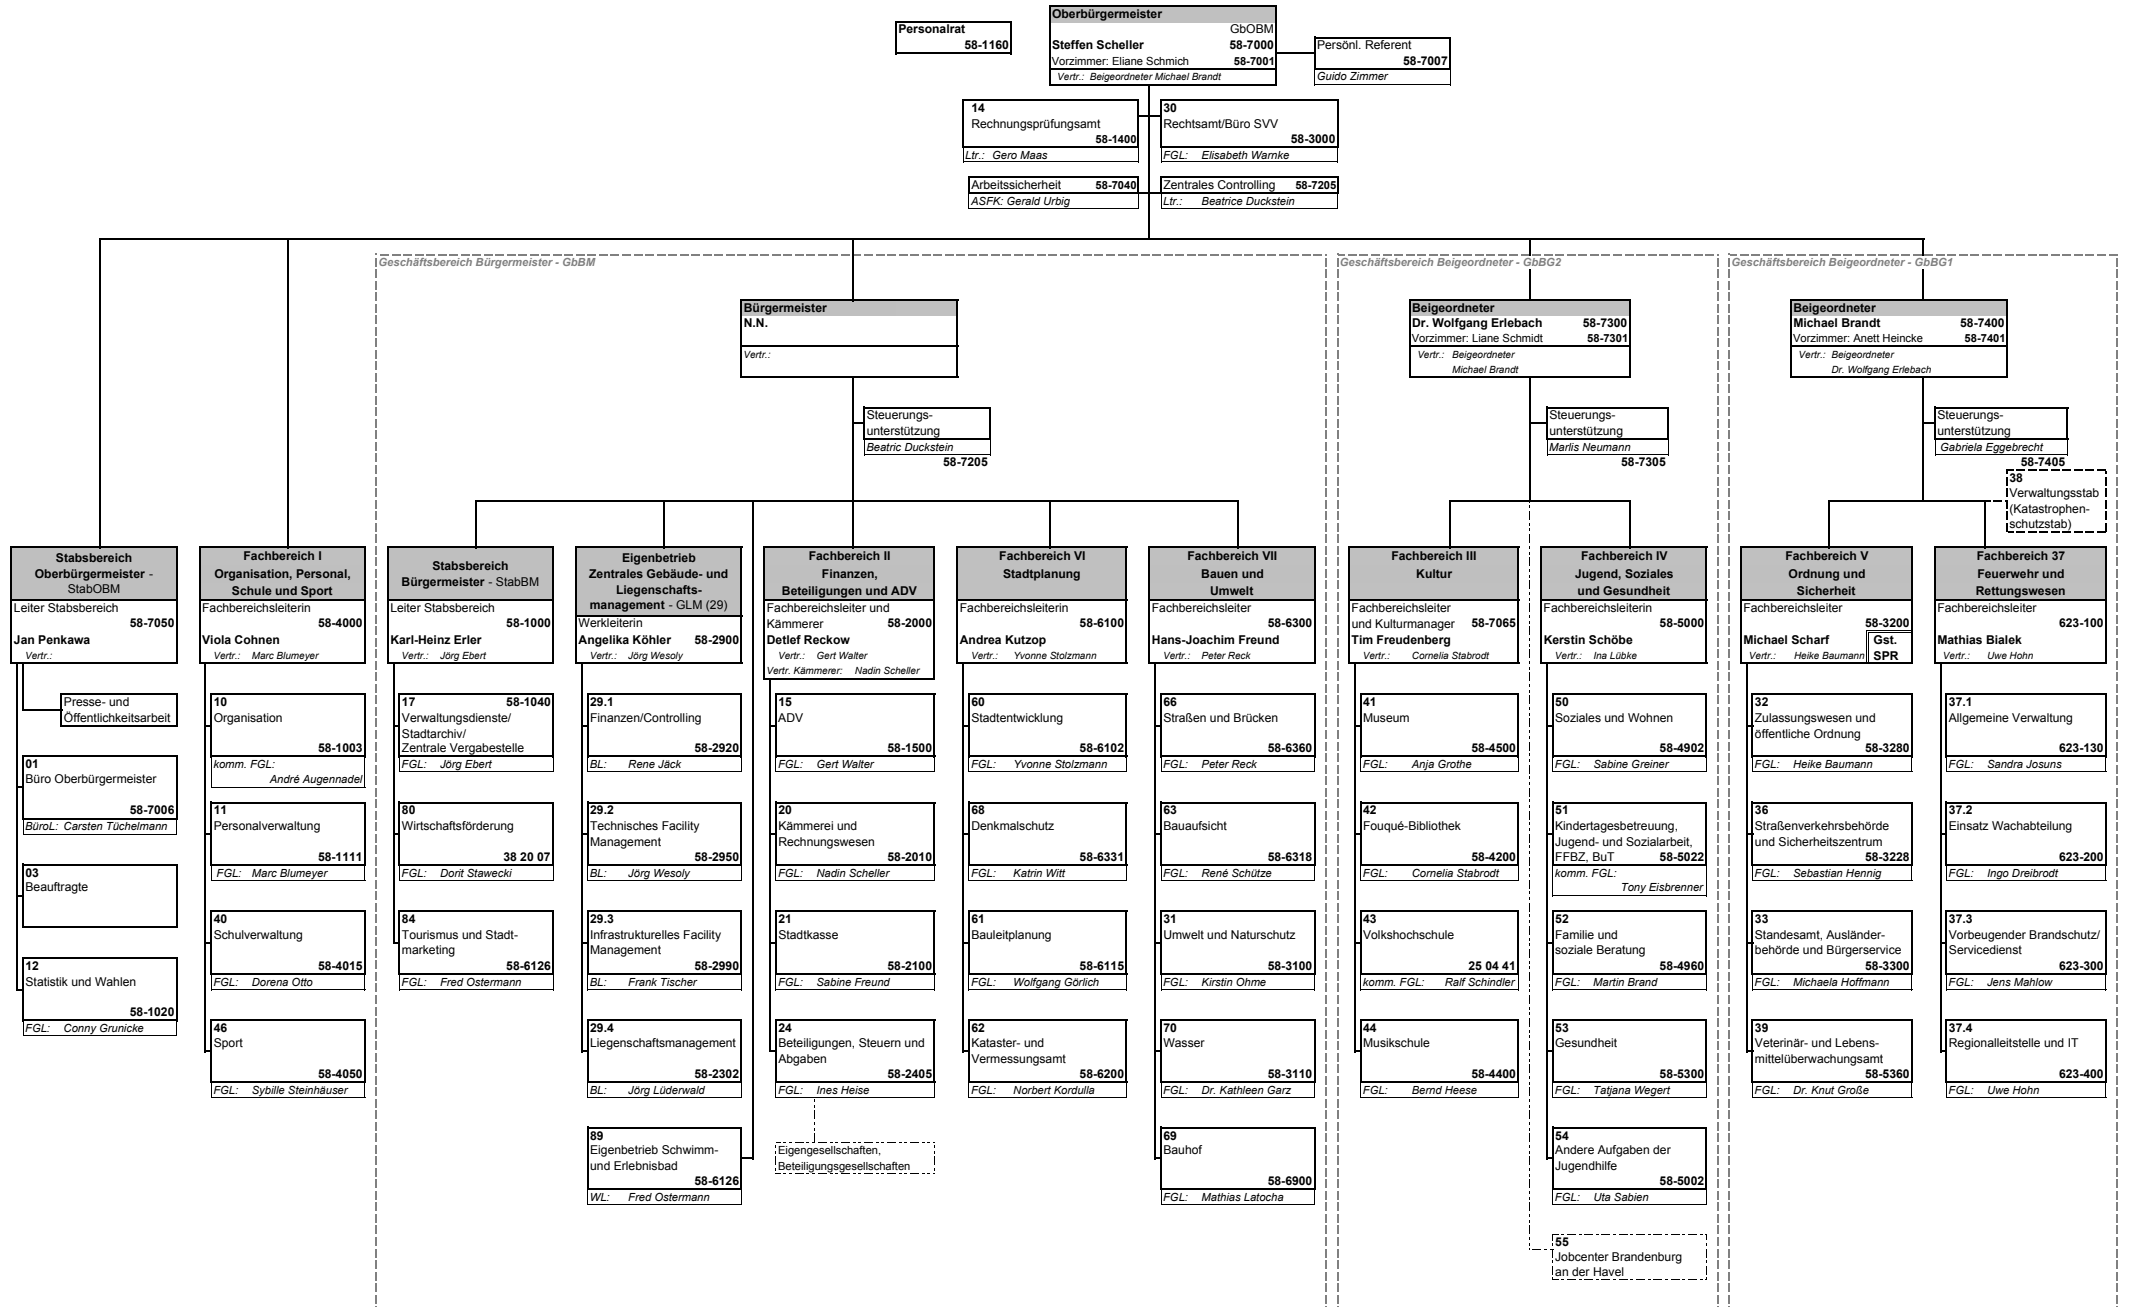 Personalrat
58-1160
Oberbürgermeister
GbOBM
Steffen Scheller 58-7000
Vorzimmer: Eliane Schmich 58-7001
Vertr.: Beigeordneter Michael Brandt
Persönl. Referent
58-7007
Guido Zimmer
14
Rechnungsprüfungsamt
58-1400
Ltr.: Gero Maas
30
Rechtsamt/Büro SVV
58-3000
FGL: Elisabeth Warnke
Arbeitssicherheit 58-7040
ASFK: Gerald Urbig
Zentrales Controlling 58-7205
Ltr.: Beatrice Duckstein
Geschäftsbereich Bürgermeister - GbBM
Geschäftsbereich Beigeordneter - GbBG2
Geschäftsbereich Beigeordneter - GbBG1
Bürgermeister
N.N.
Vertr.:
Beigeordneter
Dr. Wolfgang Erlebach 58-7300
Vorzimmer: Liane Schmidt 58-7301
Vertr.: Beigeordneter
Michael Brandt
Beigeordneter
Michael Brandt 58-7400
Vorzimmer: Anett Heincke 58-7401
Vertr.: Beigeordneter
Dr. Wolfgang Erlebach
Steuerungs-
unterstützung
Beatric Duckstein
58-7205
Steuerungs-
unterstützung
Marlis Neumann
58-7305
Steuerungs-
unterstützung
Gabriela Eggebrecht
58-7405
38
Verwaltungsstab
(Katastrophen-
schutzstab)
Stabsbereich
Oberbürgermeister -
StabOBM
Leiter Stabsbereich
58-7050
Jan Penkawa
Vertr.:
Presse- und
Öffentlichkeitsarbeit
01
Büro Oberbürgermeister
58-7006
BüroL: Carsten Tüchelmann
03
Beauftragte
12
Statistik und Wahlen
58-1020
FGL: Conny Grunicke
Fachbereich I
Organisation, Personal,
Schule und Sport
Fachbereichsleiterin
58-4000
Viola Cohnen
Vertr.: Marc Blumeyer
10
Organisation
58-1003
komm. FGL:
André Augennadel
11
Personalverwaltung
58-1111
FGL: Marc Blumeyer
40
Schulverwaltung
58-4015
FGL: Dorena Otto
46
Sport
58-4050
FGL: Sybille Steinhäuser
Stabsbereich
Bürgermeister - StabBM
Leiter Stabsbereich
58-1000
Karl-Heinz Erler
Vertr.: Jörg Ebert
17 58-1040
Verwaltungsdienste/
Stadtarchiv/
Zentrale Vergabestelle
FGL: Jörg Ebert
80
Wirtschaftsförderung
38 20 07
FGL: Dorit Stawecki
84
Tourismus und Stadt-
marketing
58-6126
FGL: Fred Ostermann
Eigenbetrieb
Zentrales Gebäude- und
Liegenschafts-
management - GLM (29)
Werkleiterin
Angelika Köhler 58-2900
Vertr.: Jörg Wesoly
29.1
Finanzen/Controlling
58-2920
BL: Rene Jäck
29.2
Technisches Facility
Management
58-2950
BL: Jörg Wesoly
29.3
Infrastrukturelles Facility
Management
58-2990
BL: Frank Tischer
29.4
Liegenschaftsmanagement
58-2302
BL: Jörg Lüderwald
89
Eigenbetrieb Schwimm-
und Erlebnisbad
58-6126
WL: Fred Ostermann
Fachbereich II
Finanzen,
Beteiligungen und ADV
Fachbereichsleiter und
Kämmerer 58-2000
Detlef Reckow
Vertr.: Gert Walter
Vertr. Kämmerer: Nadin Scheller
15
ADV
58-1500
FGL: Gert Walter
20
Kämmerei und
Rechnungswesen
58-2010
FGL: Nadin Scheller
21
Stadtkasse
58-2100
FGL: Sabine Freund
24
Beteiligungen, Steuern und
Abgaben
58-2405
FGL: Ines Heise
Eigengesellschaften,
Beteiligungsgesellschaften
Fachbereich VI
Stadtplanung
Fachbereichsleiterin
58-6100
Andrea Kutzop
Vertr.: Yvonne Stolzmann
60
Stadtentwicklung
58-6102
FGL: Yvonne Stolzmann
68
Denkmalschutz
58-6331
FGL: Katrin Witt
61
Bauleitplanung
58-6115
FGL: Wolfgang Görlich
62
Kataster- und
Vermessungsamt
58-6200
FGL: Norbert Kordulla
Fachbereich VII
Bauen und
Umwelt
Fachbereichsleiter
58-6300
Hans-Joachim Freund
Vertr.: Peter Reck
66
Straßen und Brücken
58-6360
FGL: Peter Reck
63
Bauaufsicht
58-6318
FGL: René Schütze
31
Umwelt und Naturschutz
58-3100
FGL: Kirstin Ohme
70
Wasser
58-3110
FGL: Dr. Kathleen Garz
69
Bauhof
58-6900
FGL: Mathias Latocha
Fachbereich III
Kultur
Fachbereichsleiter
und Kulturmanager 58-7065
Tim Freudenberg
Vertr.: Cornelia Stabrodt
41
Museum
58-4500
FGL: Anja Grothe
42
Fouqué-Bibliothek
58-4200
FGL: Cornelia Stabrodt
43
Volkshochschule
25 04 41
komm. FGL: Ralf Schindler
44
Musikschule
58-4400
FGL: Bernd Heese
Fachbereich IV
Jugend, Soziales
und Gesundheit
Fachbereichsleiterin
58-5000
Kerstin Schöbe
Vertr.: Ina Lübke
50
Soziales und Wohnen
58-4902
FGL: Sabine Greiner
51
Kindertagesbetreuung,
Jugend- und Sozialarbeit,
FFBZ, BuT 58-5022
komm. FGL:
Tony Eisbrenner
52
Familie und
soziale Beratung
58-4960
FGL: Martin Brand
53
Gesundheit
58-5300
FGL: Tatjana Wegert
54
Andere Aufgaben der
Jugendhilfe
58-5002
FGL: Uta Sabien
55
Jobcenter Brandenburg
an der Havel
Fachbereich V
Ordnung und
Sicherheit
Fachbereichsleiter
58-3200
Michael Scharf
Gst.
SPR
Vertr.: Heike Baumann
32
Zulassungswesen und
öffentliche Ordnung
58-3280
FGL: Heike Baumann
36
Straßenverkehrsbehörde
und Sicherheitszentrum
58-3228
FGL: Sebastian Hennig
33
Standesamt, Ausländer-
behörde und Bürgerservice
58-3300
FGL: Michaela Hoffmann
39
Veterinär- und Lebens-
mittelüberwachungsamt
58-5360
FGL: Dr. Knut Große
Fachbereich 37
Feuerwehr und
Rettungswesen
Fachbereichsleiter
623-100
Mathias Bialek
Vertr.: Uwe Hohn
37.1
Allgemeine Verwaltung
623-130
FGL: Sandra Josuns
37.2
Einsatz Wachabteilung
623-200
FGL: Ingo Dreibrodt
37.3
Vorbeugender Brandschutz/
Servicedienst
623-300
FGL: Jens Mahlow
37.4
Regionalleitstelle und IT
623-400
FGL: Uwe Hohn